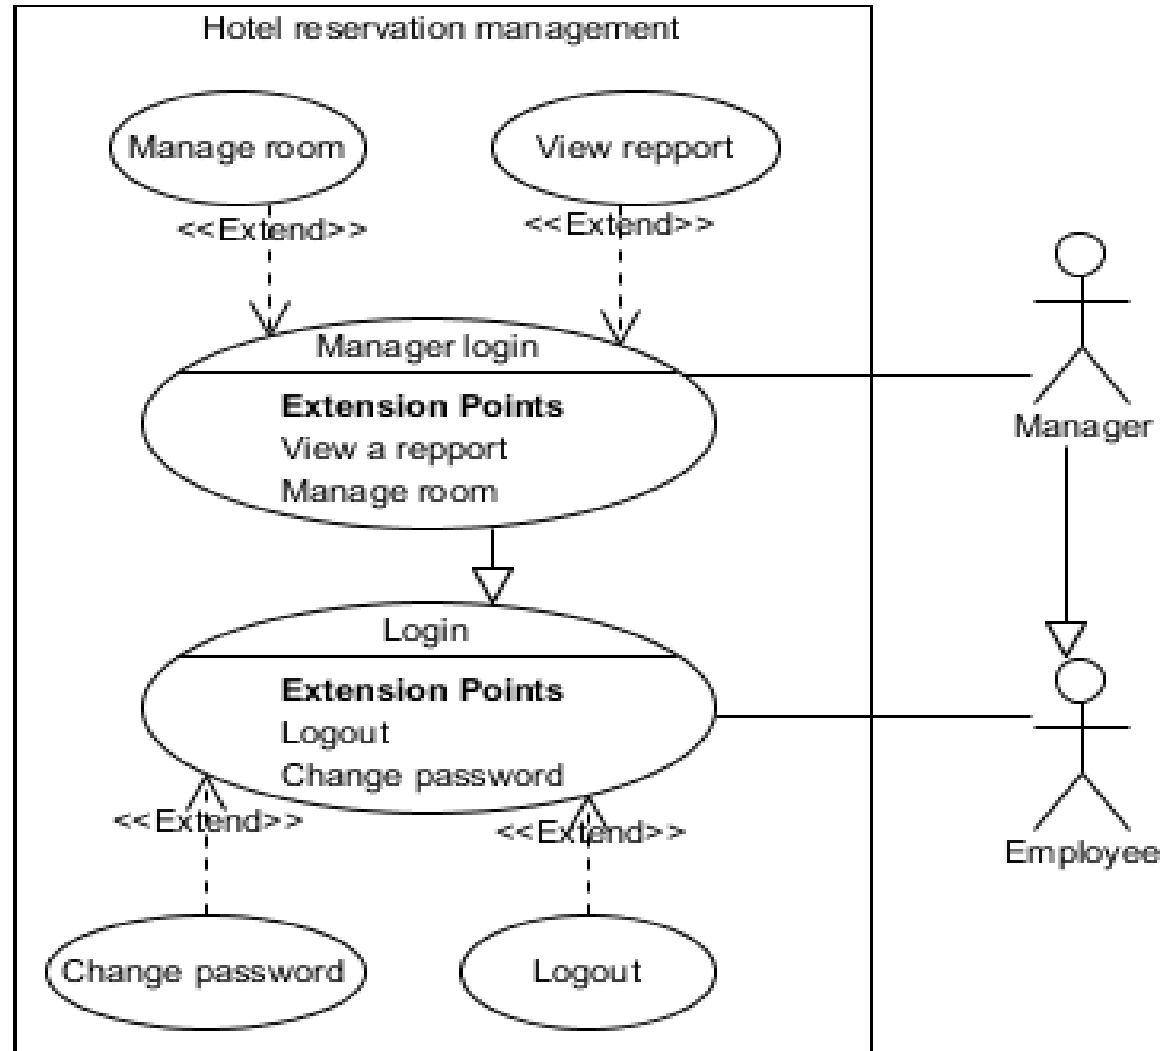 Hotel reservation management
Manage room
View repport
<<Extend>>
<<Extend>>
Manager login
Extension Points
View a repport
Manage room
Manager
Login
Extension Points
Logout
Change password
Employee
<<Extend>>
<<Extend>>
Change password
Logout